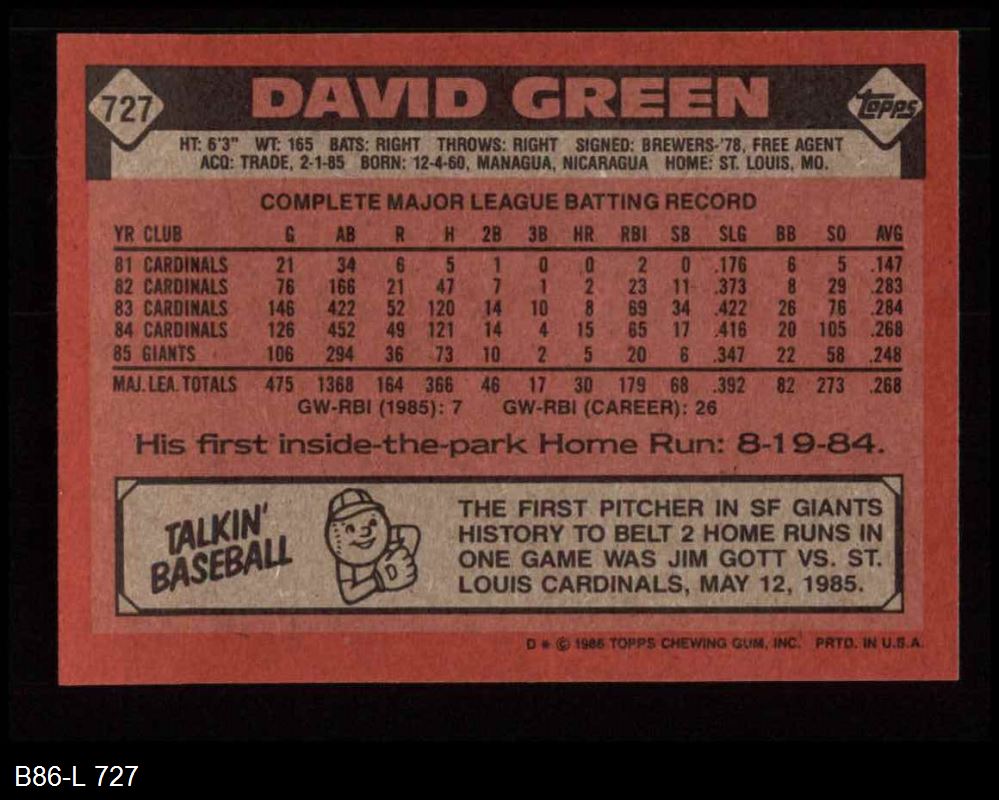 727
DAVID GREEN
Topps
HT: 6'3" WT: 165 BATS: RIGHT THROWS: RIGHT SIGNED: BREWERS-'78, FREE AGENT
ACQ: TRADE, 2-1-85 BORN: 12-4-60, MANAGUA, NICARAGUA HOME: ST. LOUIS, MO.
COMPLETE MAJOR LEAGUE BATTING RECORD
YR CLUB G AB R H 2B 3B HR RBI SB SLG BB SO AVG
81 CARDINALS 21 34 6 5 1 0 0 2 0 .176 6 5 .147
82 CARDINALS 76 166 21 47 7 1 2 23 11 .373 8 29 .283
83 CARDINALS 146 422 52 120 14 10 8 69 34 .422 26 76 .284
84 CARDINALS 126 452 49 121 14 4 15 65 17 .416 20 105 .268
85 GIANTS 106 294 36 73 10 2 5 20 6 .347 22 58 .248
MAJ. LEA. TOTALS 475 1368 164 366 46 17 30 179 68 .392 82 273 .268
GW-RBI (1985): 7 GW-RBI (CAREER): 26
His first inside-the-park Home Run: 8-19-84.
TALKIN'
BASEBALL
THE FIRST PITCHER IN SF GIANTS
HISTORY TO BELT 2 HOME RUNS IN
ONE GAME WAS JIM GOTT VS. ST.
LOUIS CARDINALS, MAY 12, 1985.
D * © 1986 TOPPS CHEWING GUM, INC. PRTD. IN U.S.A.
B86-L 727